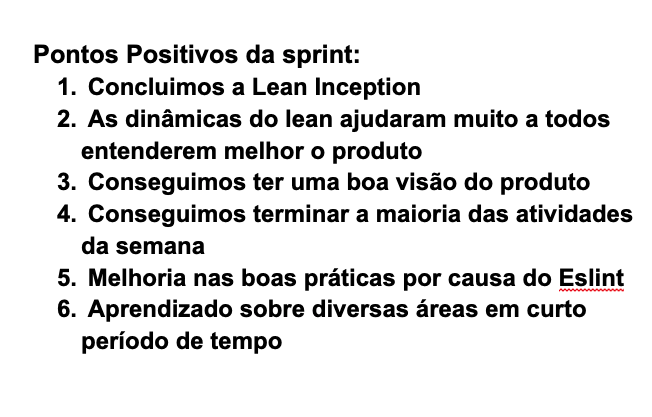 Pontos Positivos da sprint:
1. Concluimos a Lean Inception
2. As dinâmicas do lean ajudaram muito a todos
entenderem melhor o produto
3. Conseguimos ter uma boa visão do produto
4. Conseguimos terminar a maioria das atividades
da semana
5. Melhoria nas boas práticas por causa do Eslint
6. Aprendizado sobre diversas áreas em curto
período de tempo